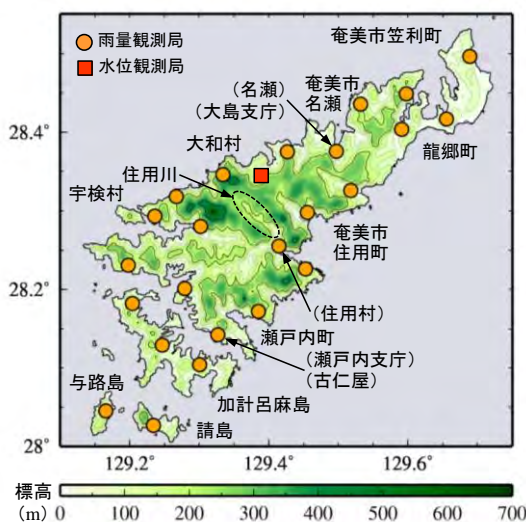 雨量観測局
水位観測局
奄美市笠利町
(名瀬)
(大島支庁)
奄美市
名瀬
大和村
龍郷町
住用川
宇検村
奄美市
住用町
(住用村)
瀬戸内町
(瀬戸内支庁)
(古仁屋)
与路島
加計呂麻島
請島
28.4°
28.2°
28°
129.2°
129.4°
129.6°
標高
(m)
0 100 200 300 400 500 600 700